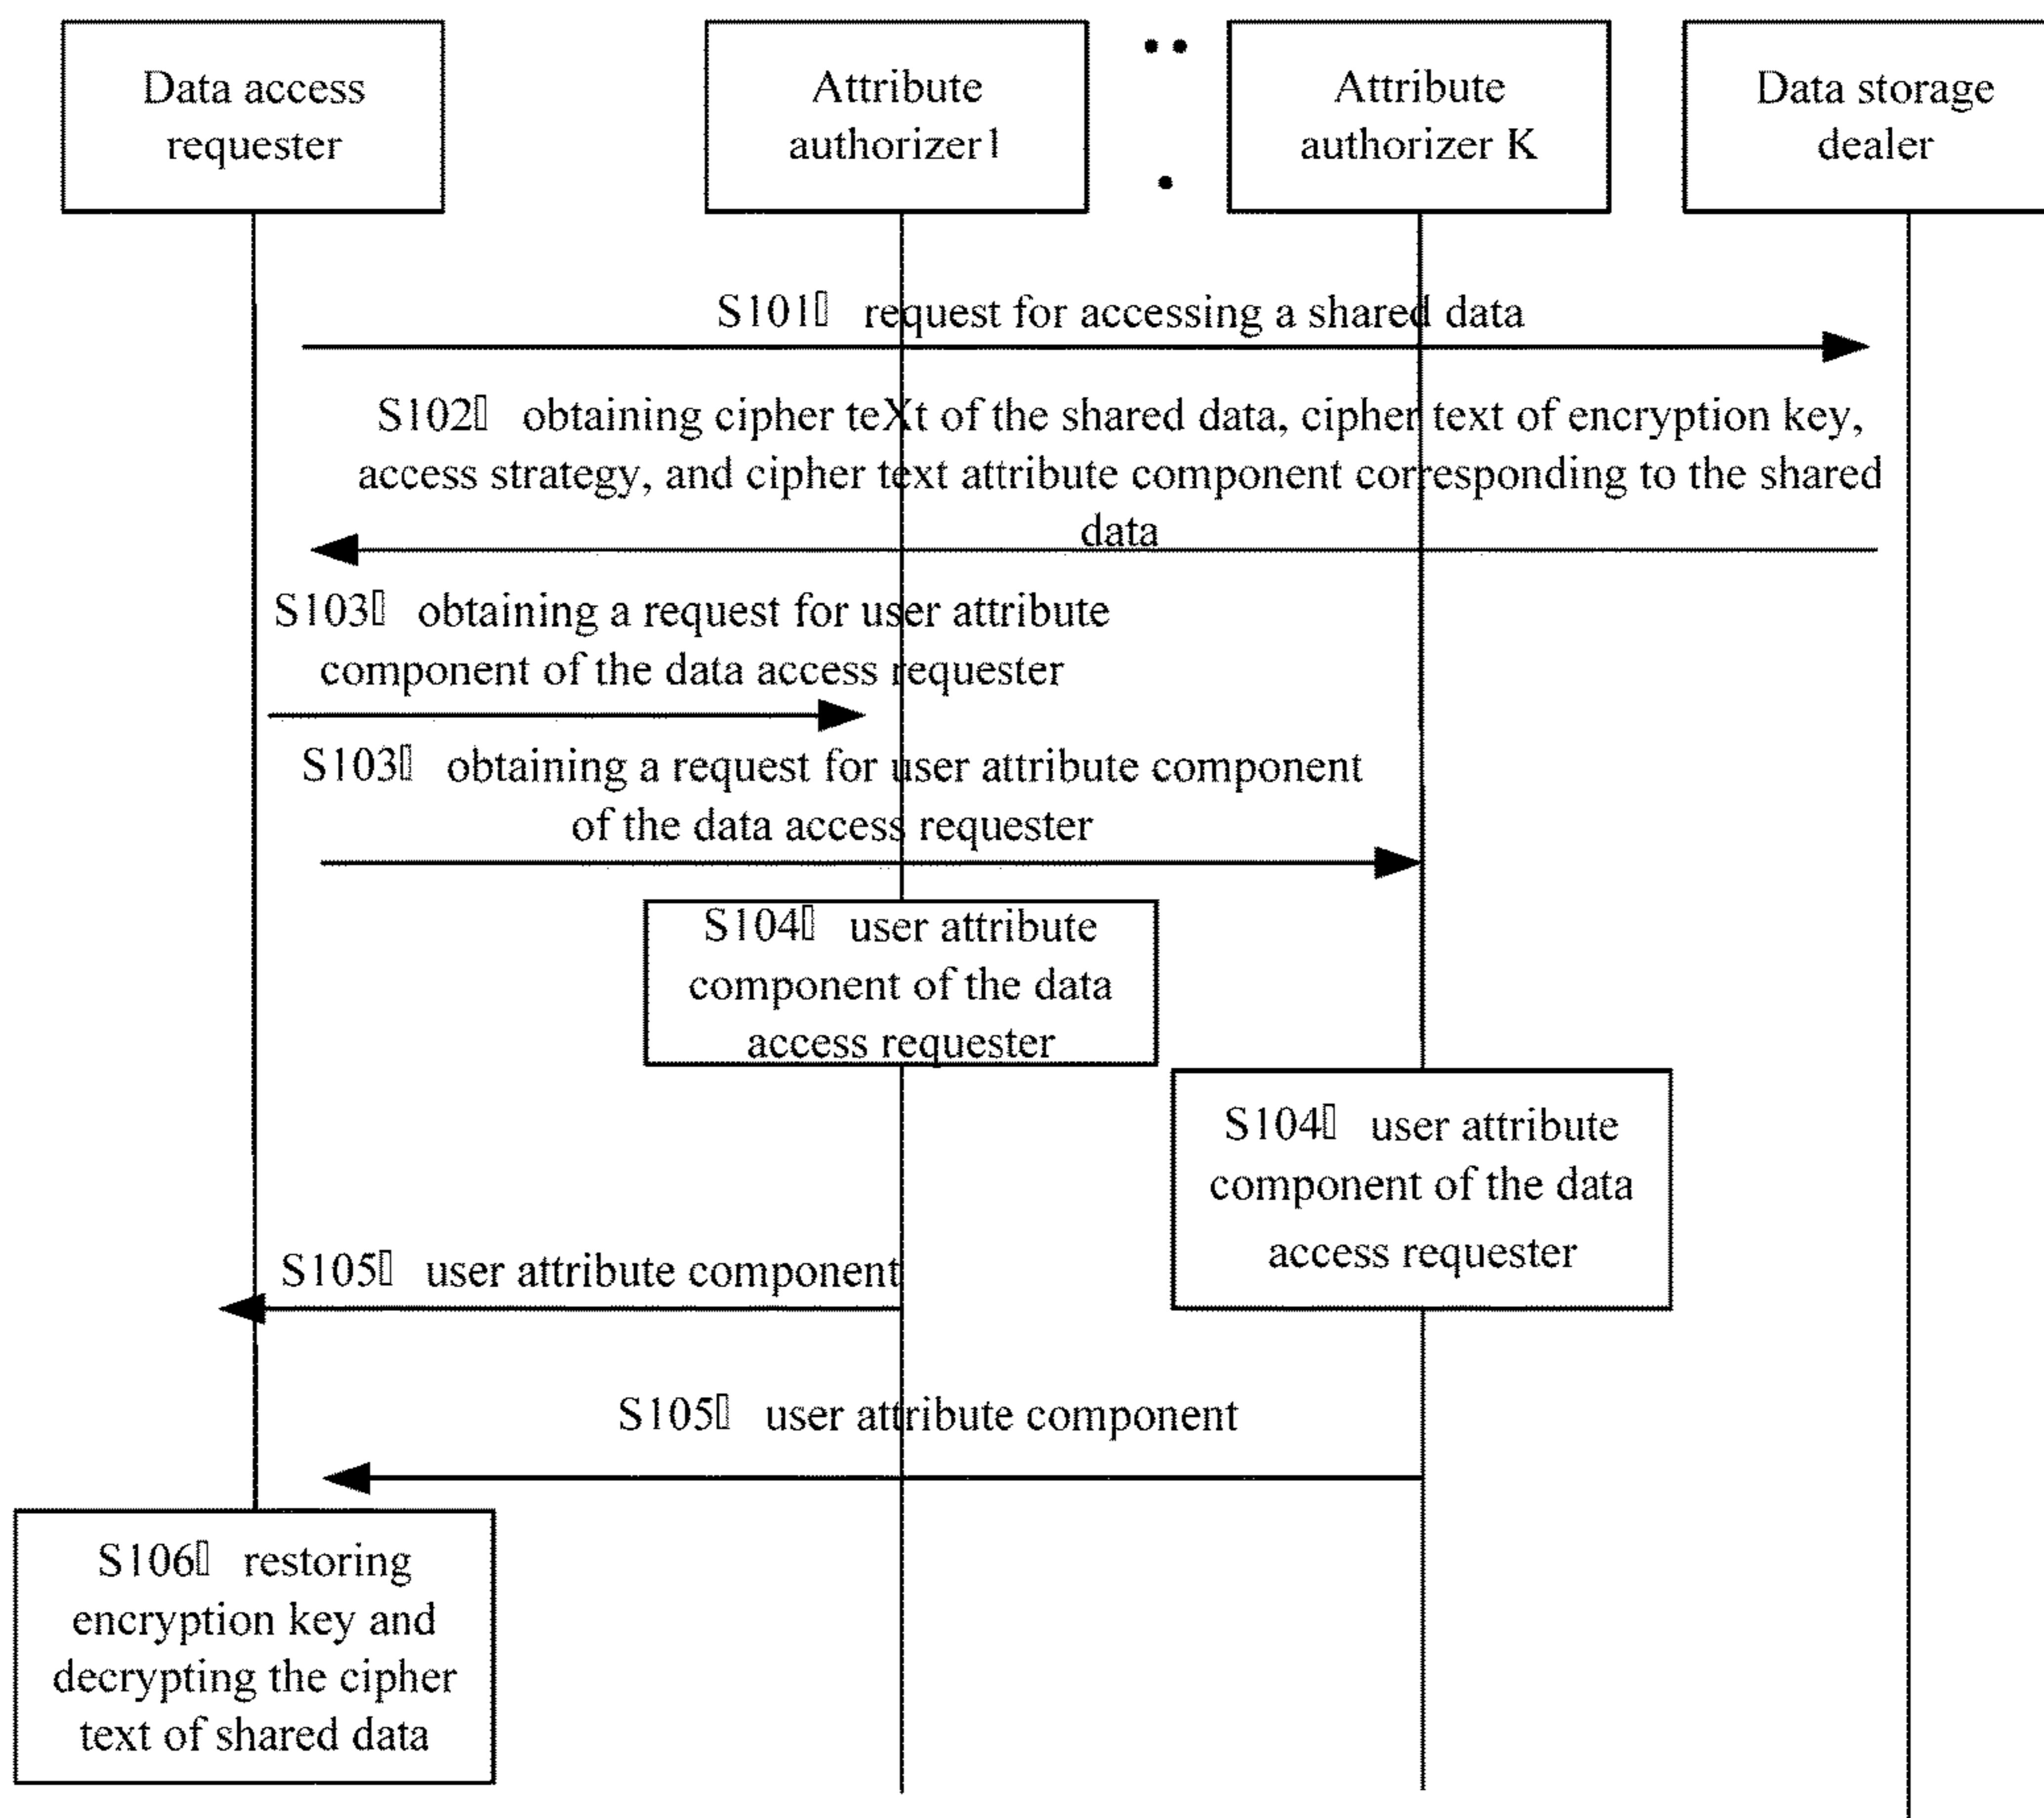 Data access
requester
Attribute
authorizer1
Attribute
authorizer K
Data storage
dealer
S101▯ request for accessing a shared data
S102▯ obtaining cipher teXt of the shared data, cipher text of encryption key,
access strategy, and cipher text attribute component corresponding to the shared
data
S103▯ obtaining a request for user attribute
component of the data access requester
S103▯ obtaining a request for user attribute component
of the data access requester
S104▯ user attribute
component of the data
access requester
S104▯ user attribute
component of the data
access requester
S105▯ user attribute component
S105▯ user attribute component
S106▯ restoring
encryption key and
decrypting the cipher
text of shared data